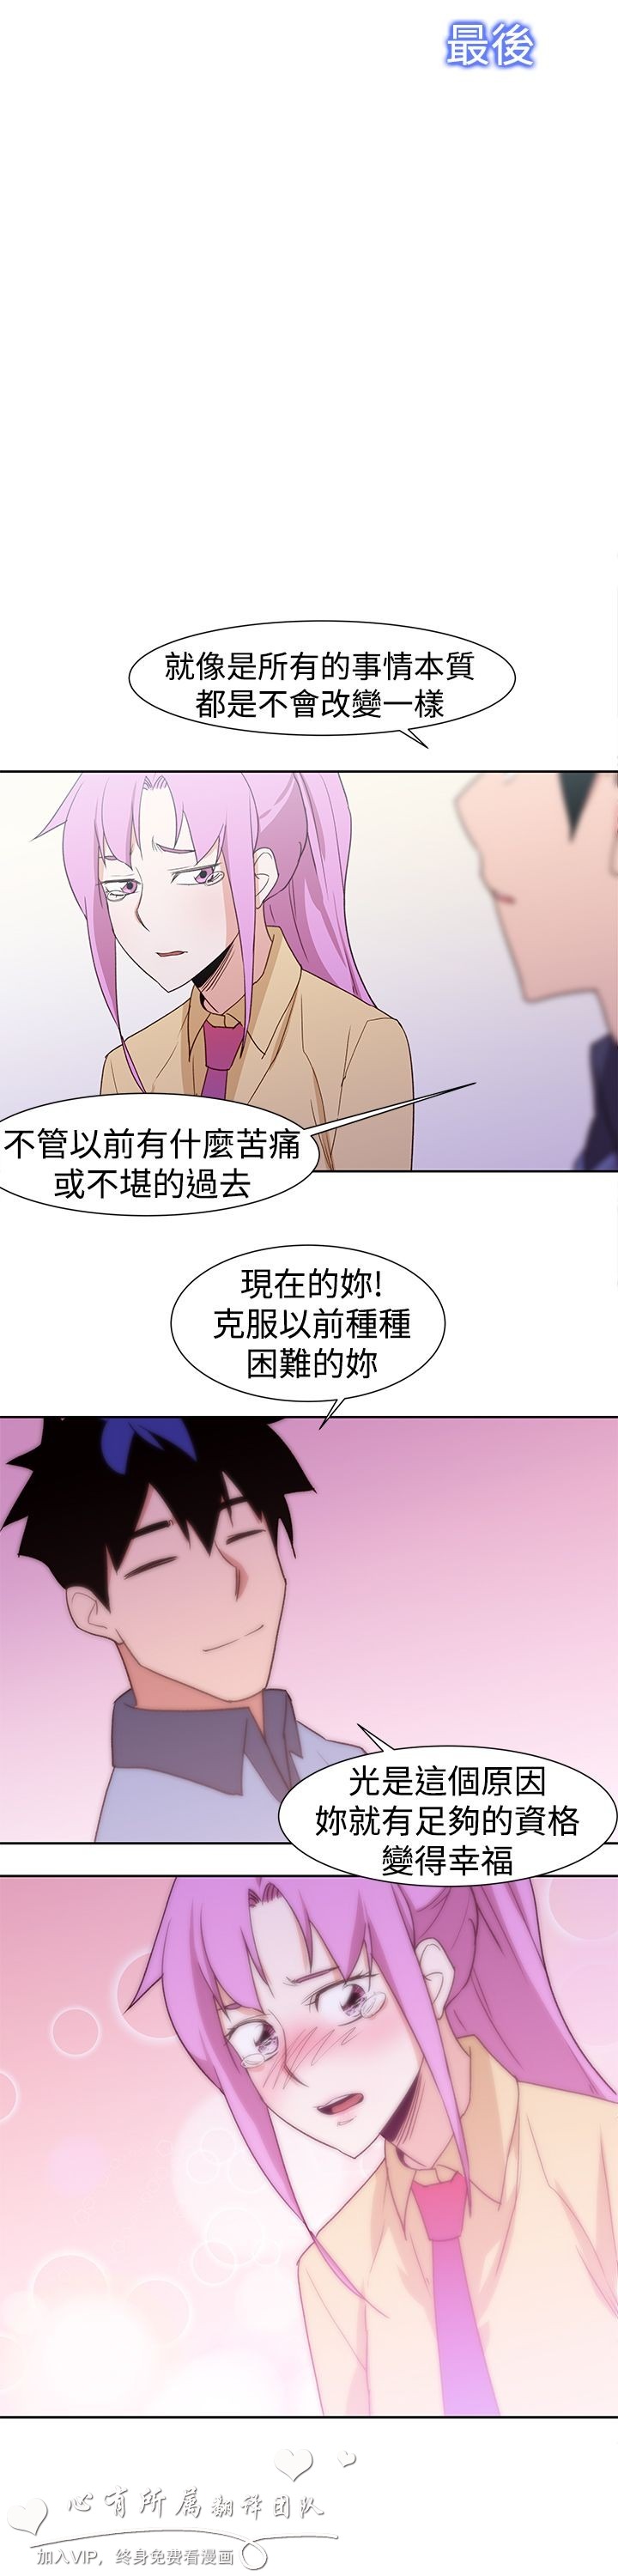 最後
就像是所有的事情本質
都是不會改變一樣
不管以前有什麼苦痛
或不堪的過去
現在的妳!
克服以前種種
困難的妳
光是這個原因
妳就有足夠的資格
變得幸福
心有所属翻译团队
加入VIP，终身免费看漫画